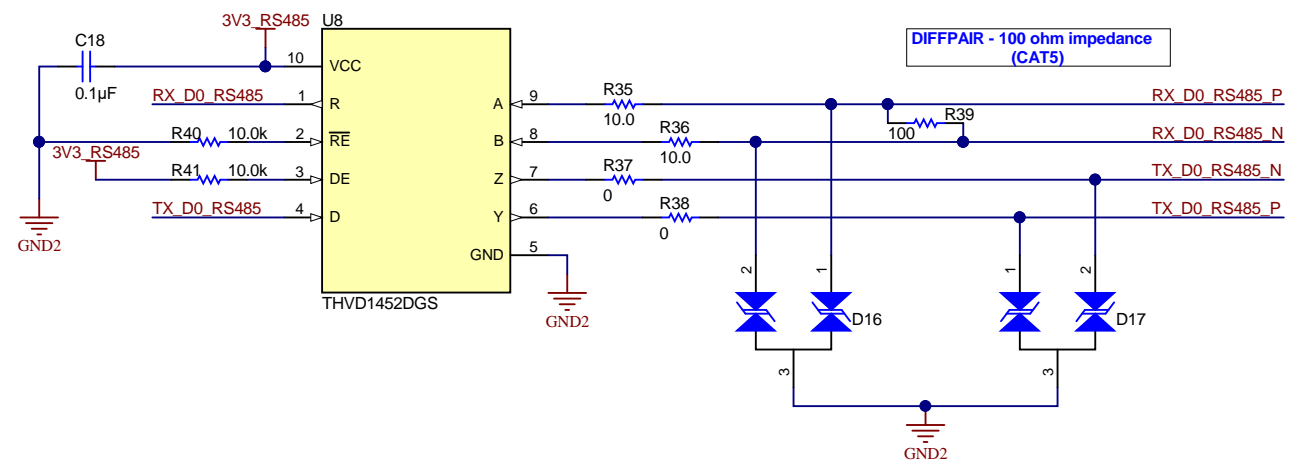 3V3_RS485
U8
C18
0.1µF
10
VCC
DIFFPAIR - 100 ohm impedance
(CAT5)
RX_D0_RS485
1
R
A
9
R35
10.0
RX_D0_RS485_P
R40
10.0k
2
RE
B
8
R36
10.0
100
R39
RX_D0_RS485_N
3V3_RS485
R41
10.0k
3
DE
Z
7
R37
0
TX_D0_RS485_N
TX_D0_RS485
4
D
Y
6
R38
0
TX_D0_RS485_P
GND2
GND
5
GND2
THVD1452DGS
2
1
D16
3
1
2
D17
3
GND2